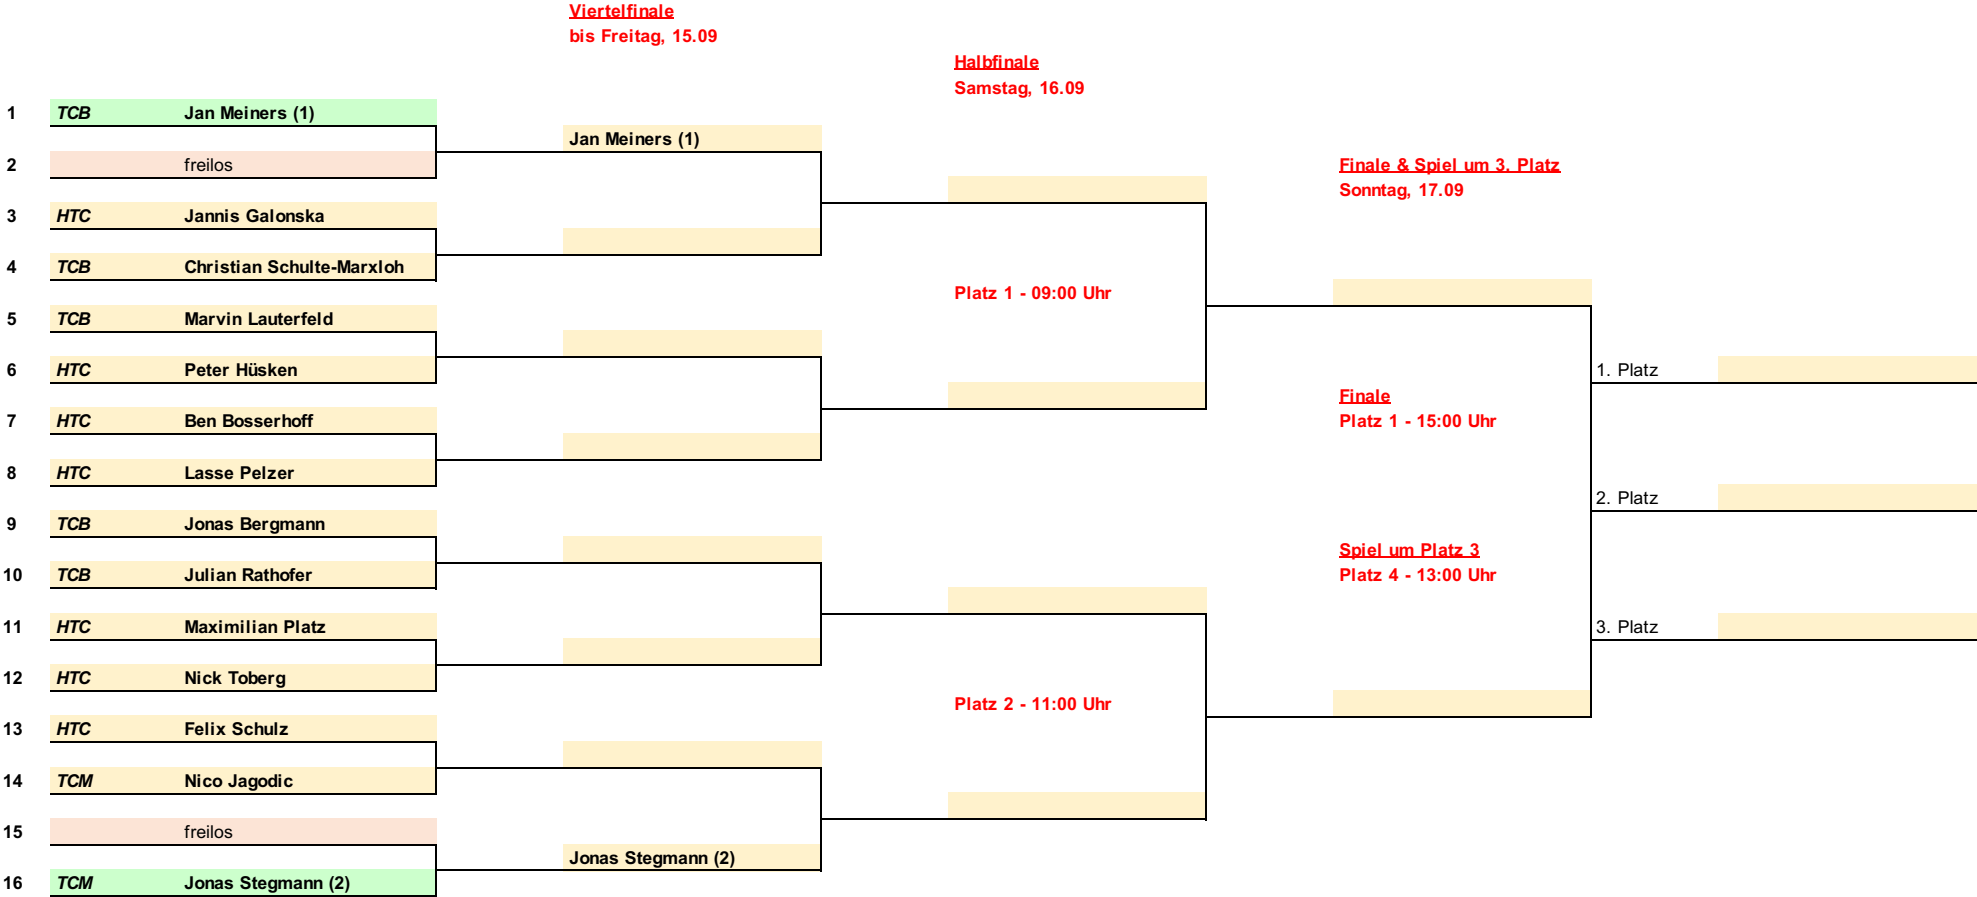 Viertelfinale
bis Freitag, 15.09
Halbfinale
Samstag, 16.09
1 TCB Jan Meiners (1)
Jan Meiners (1)
2 freilos
Finale & Spiel um 3. Platz
Sonntag, 17.09
3 HTC Jannis Galonska
4 TCB Christian Schulte-Marxloh
Platz 1 - 09:00 Uhr
5 TCB Marvin Lauterfeld
6 HTC Peter Hüsken
1. Platz
Finale
7 HTC Ben Bosserhoff
Platz 1 - 15:00 Uhr
8 HTC Lasse Pelzer
2. Platz
9 TCB Jonas Bergmann
Spiel um Platz 3
10 TCB Julian Rathofer
Platz 4 - 13:00 Uhr
11 HTC Maximilian Platz
3. Platz
12 HTC Nick Toberg
Platz 2 - 11:00 Uhr
13 HTC Felix Schulz
14 TCM Nico Jagodic
15 freilos
Jonas Stegmann (2)
16 TCM Jonas Stegmann (2)